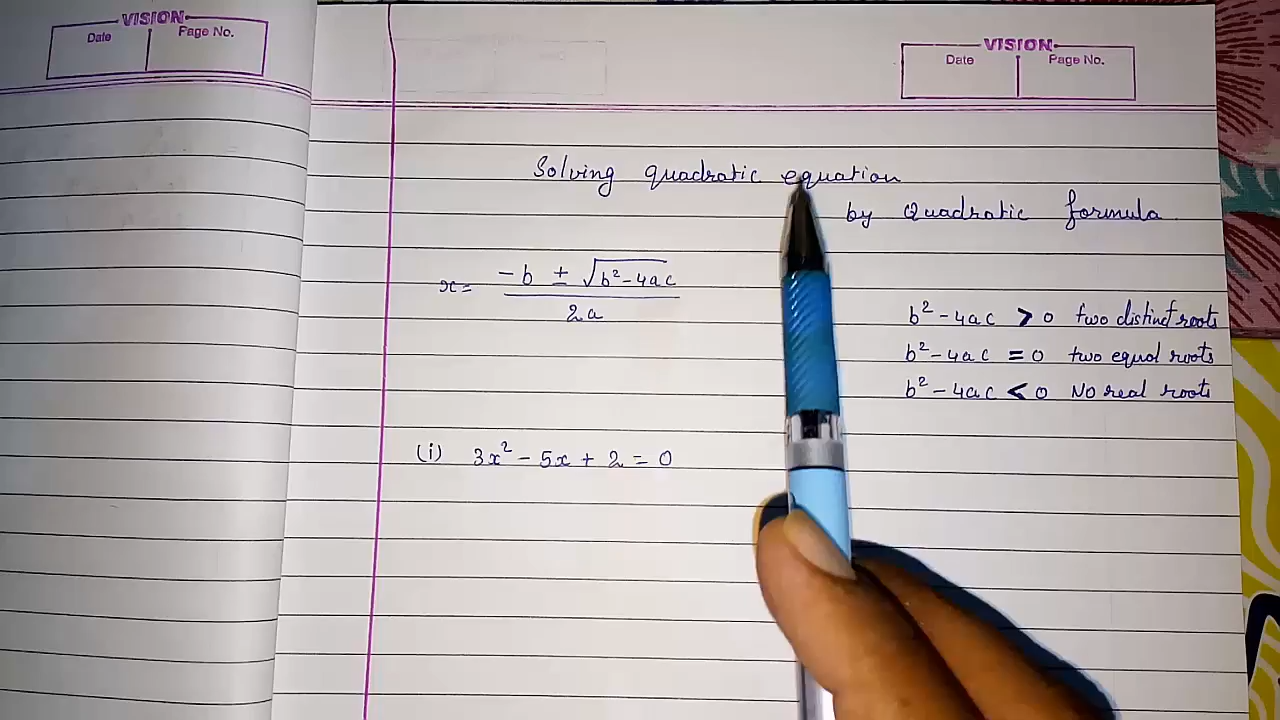 VISION
Date Page No.
VISION
Date Page No.
Solving quadratic equation
by Quadratic formula
x = -b ± √b² - 4ac / 2a
b² - 4ac > 0 two distinct roots
b² - 4ac = 0 two equal roots
b² - 4ac < 0 No real roots
(i) 3x² - 5x + 2 = 0